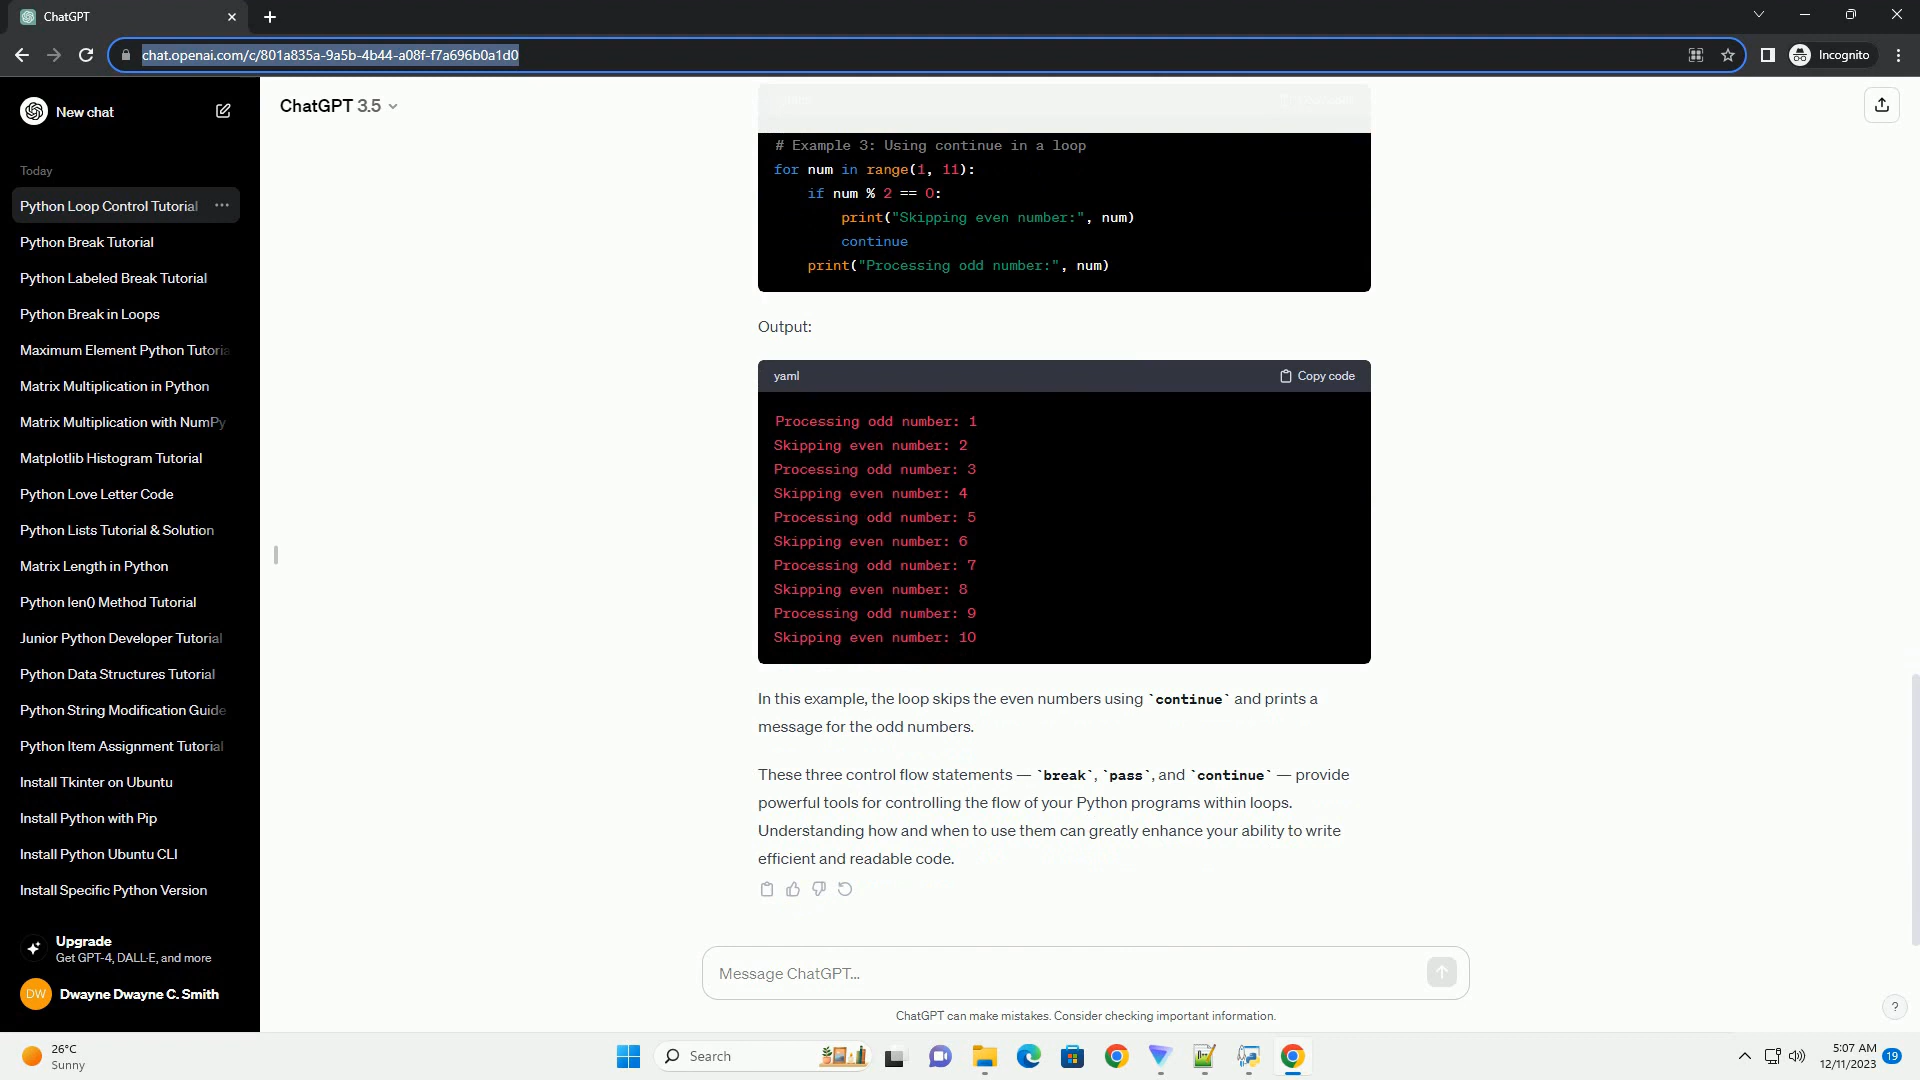 ChatGPT
chat.openai.com/c/801a835a-9a5b-4b44-a08f-f7a696b0a1d0
Incognito
New chat
Today
Python Loop Control Tutorial
Python Break Tutorial
Python Labeled Break Tutorial
Python Break in Loops
Maximum Element Python Tutoria
Matrix Multiplication in Python
Matrix Multiplication with NumPy
Matplotlib Histogram Tutorial
Python Love Letter Code
Python Lists Tutorial & Solution
Matrix Length in Python
Python len() Method Tutorial
Junior Python Developer Tutorial
Python Data Structures Tutorial
Python String Modification Guide
Python Item Assignment Tutorial
Install Tkinter on Ubuntu
Install Python with Pip
Install Python Ubuntu CLI
Install Specific Python Version
Upgrade
Get GPT-4, DALL·E, and more
DW Dwayne Dwayne C. Smith
ChatGPT 3.5
# Example 3: Using continue in a loop
for num in range(1, 11):
    if num % 2 == 0:
        print("Skipping even number:", num)
        continue
    print("Processing odd number:", num)
Output:
yaml
Copy code
Processing odd number: 1
Skipping even number: 2
Processing odd number: 3
Skipping even number: 4
Processing odd number: 5
Skipping even number: 6
Processing odd number: 7
Skipping even number: 8
Processing odd number: 9
Skipping even number: 10
In this example, the loop skips the even numbers using `continue` and prints a
message for the odd numbers.
These three control flow statements — `break`, `pass`, and `continue` — provide
powerful tools for controlling the flow of your Python programs within loops.
Understanding how and when to use them can greatly enhance your ability to write
efficient and readable code.
Message ChatGPT...
ChatGPT can make mistakes. Consider checking important information.
?
26°C
Sunny
Search
5:07 AM
12/11/2023
19